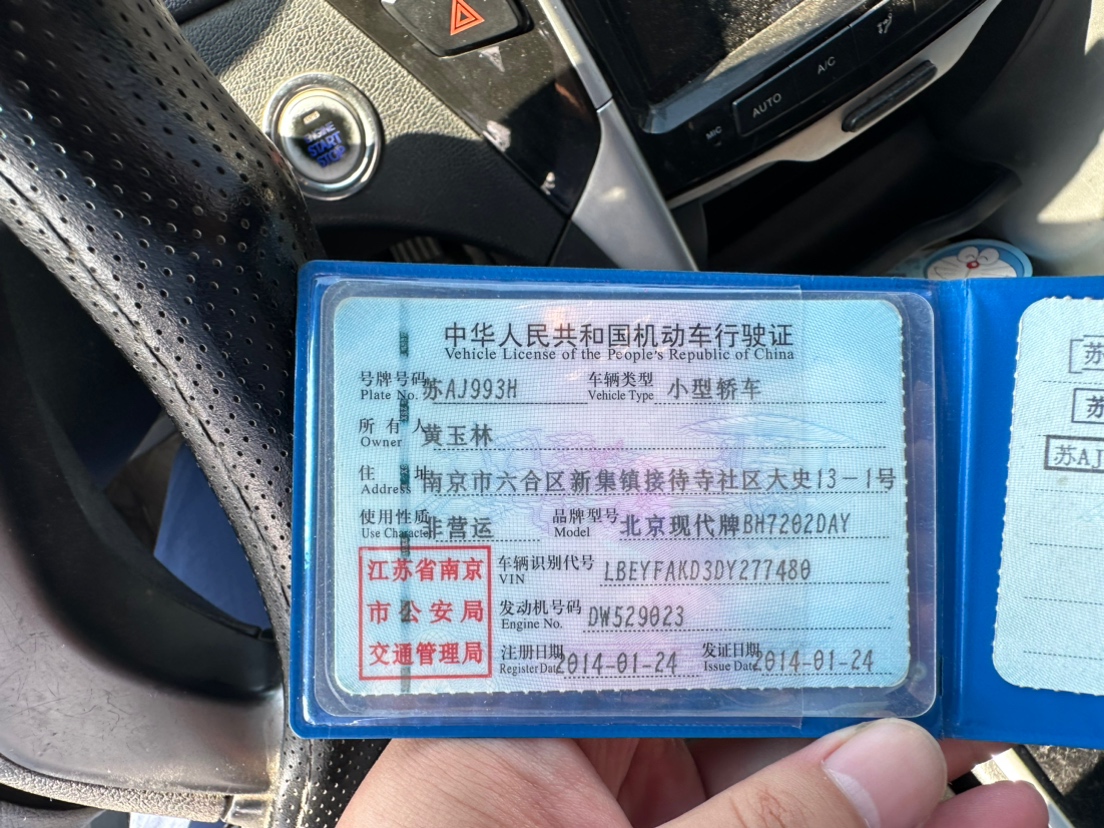 ENGINE
START
STOP
MIC
AUTO
A/C
中华人民共和国机动车行驶证
Vehicle License of the People's Republic of China
号牌号码 苏AJ993H 车辆类型 小型轿车
Plate No. Vehicle Type
所有人 黄玉林
Owner
住址 南京市六合区新集镇接待寺社区大史13-1号
Address
使用性质 非营运 品牌型号 北京现代牌BH7202DAY
Use Character Model
江苏省南京
市公安局
交通管理局
车辆识别代号 LBEYFAKD3DY277480
VIN
发动机号码 DW529023
Engine No.
注册日期 2014-01-24 发证日期 2014-01-24
Register Date Issue Date
苏
苏
苏AJ